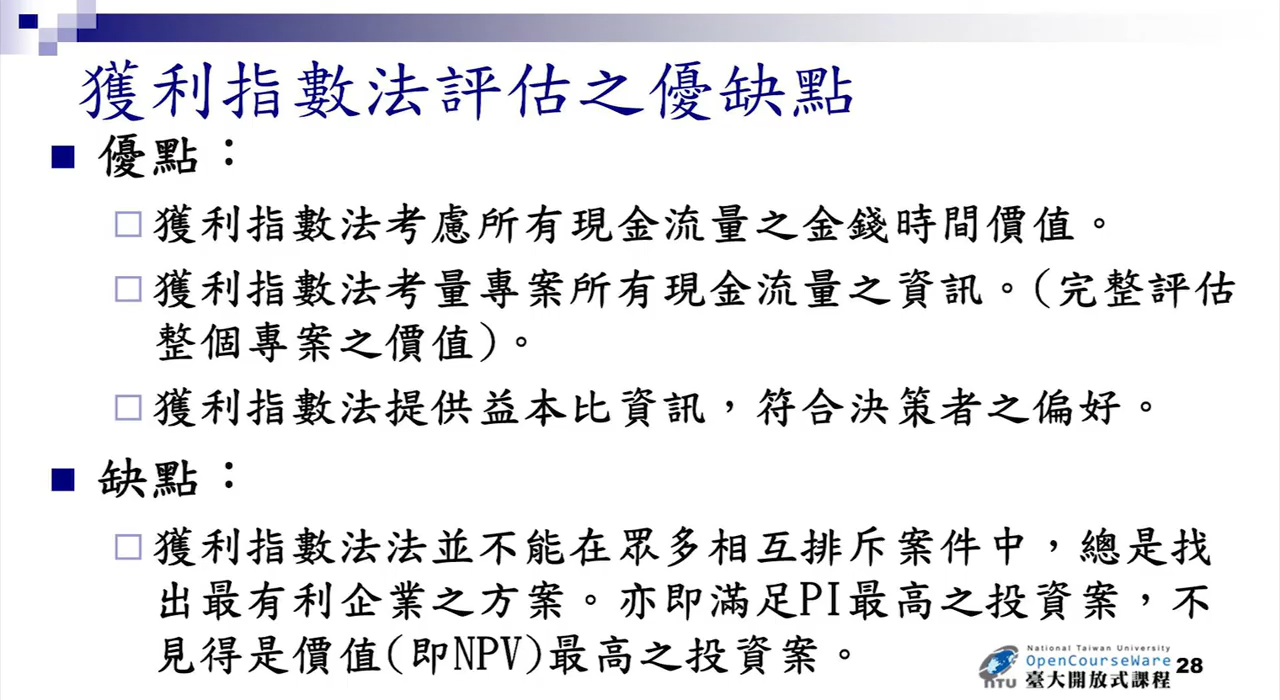 獲利指數法評估之優缺點
優點：
獲利指數法考慮所有現金流量之金錢時間價值。
獲利指數法考量專案所有現金流量之資訊。(完整評估
整個專案之價值)。
獲利指數法提供益本比資訊，符合決策者之偏好。
缺點：
獲利指數法法並不能在眾多相互排斥案件中，總是找
出最有利企業之方案。亦即滿足PI最高之投資案，不
見得是價值(即NPV)最高之投資案。
National Taiwan University
OpenCourseWare
NTU 臺大開放式課程
28